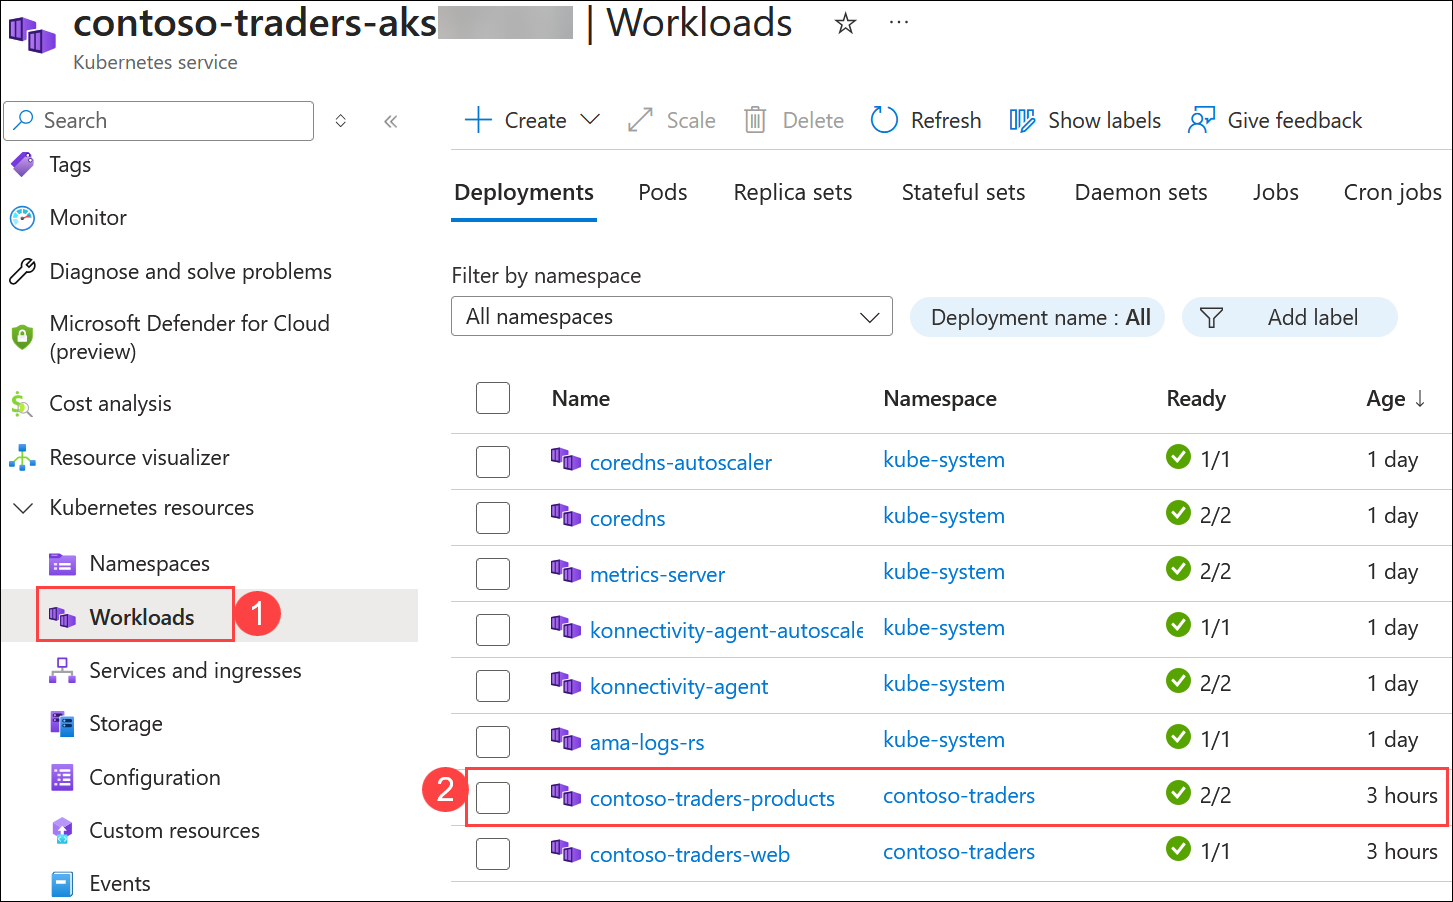 contoso-traders-aks | Workloads
Kubernetes service
Search
Tags
Monitor
Diagnose and solve problems
Microsoft Defender for Cloud
(preview)
Cost analysis
Resource visualizer
Kubernetes resources
Namespaces
Workloads
1
Services and ingresses
Storage
Configuration
Custom resources
Events
Create
Scale
Delete
Refresh
Show labels
Give feedback
Deployments Pods Replica sets Stateful sets Daemon sets Jobs Cron jobs
Filter by namespace
All namespaces
Deployment name : All
Add label
Name Namespace Ready Age ↓
coredns-autoscaler kube-system 1/1 1 day
coredns kube-system 2/2 1 day
metrics-server kube-system 2/2 1 day
konnectivity-agent-autoscale kube-system 1/1 1 day
konnectivity-agent kube-system 2/2 1 day
ama-logs-rs kube-system 1/1 1 day
2
contoso-traders-products contoso-traders 2/2 3 hours
contoso-traders-web contoso-traders 1/1 3 hours